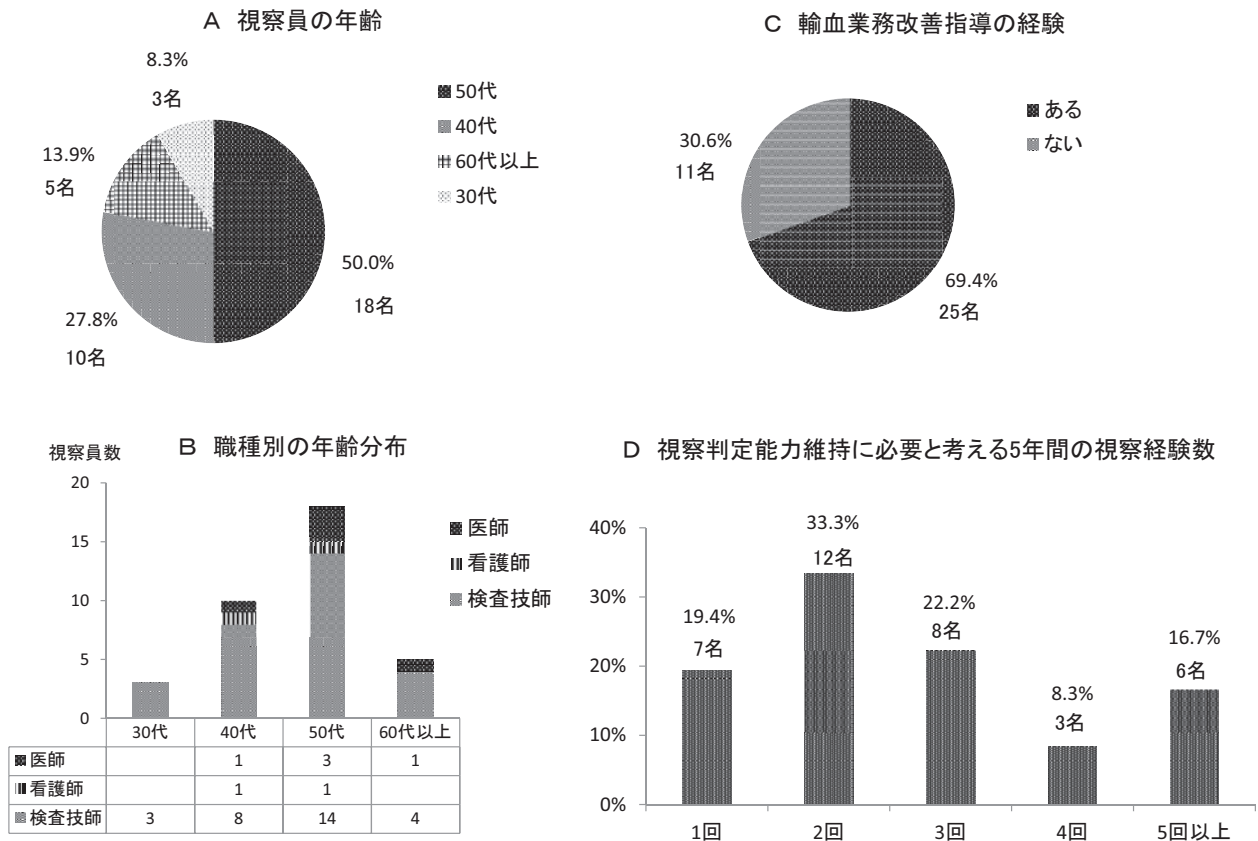 A 視察員の年齢
8.3%
3名
13.9%
5名
27.8%
10名
50.0%
18名
50代
40代
60代以上
30代
C 輸血業務改善指導の経験
30.6%
11名
69.4%
25名
ある
ない
B 職種別の年齢分布
視察員数
20
15
10
5
0
医師
看護師
検査技師
30代 40代 50代 60代以上
医師 1 3 1
看護師 1 1
検査技師 3 8 14 4
D 視察判定能力維持に必要と考える5年間の視察経験数
40%
30%
20%
10%
0%
19.4%
7名
33.3%
12名
22.2%
8名
8.3%
3名
16.7%
6名
1回 2回 3回 4回 5回以上